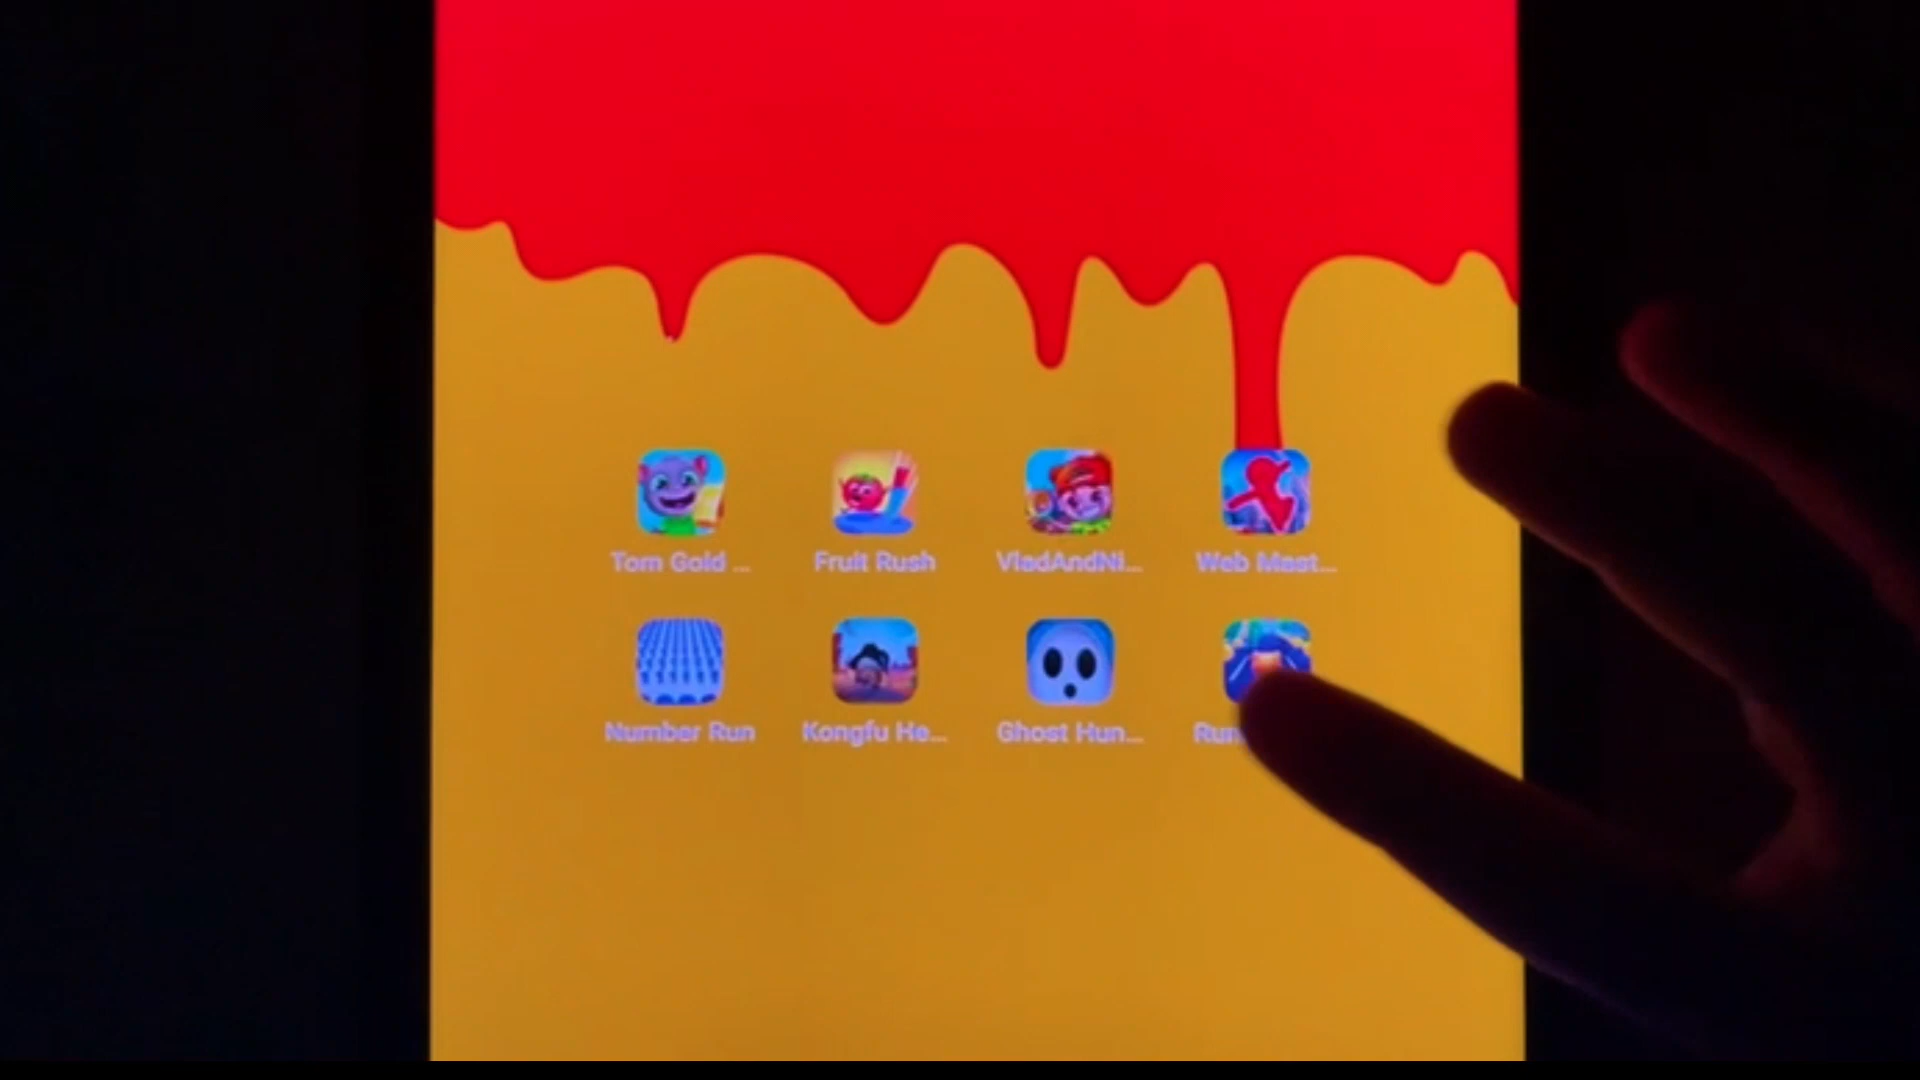 Tom Gold ...
Fruit Rush
VladAndNi...
Web Mast...
Number Run
Kongfu He...
Ghost Hun...